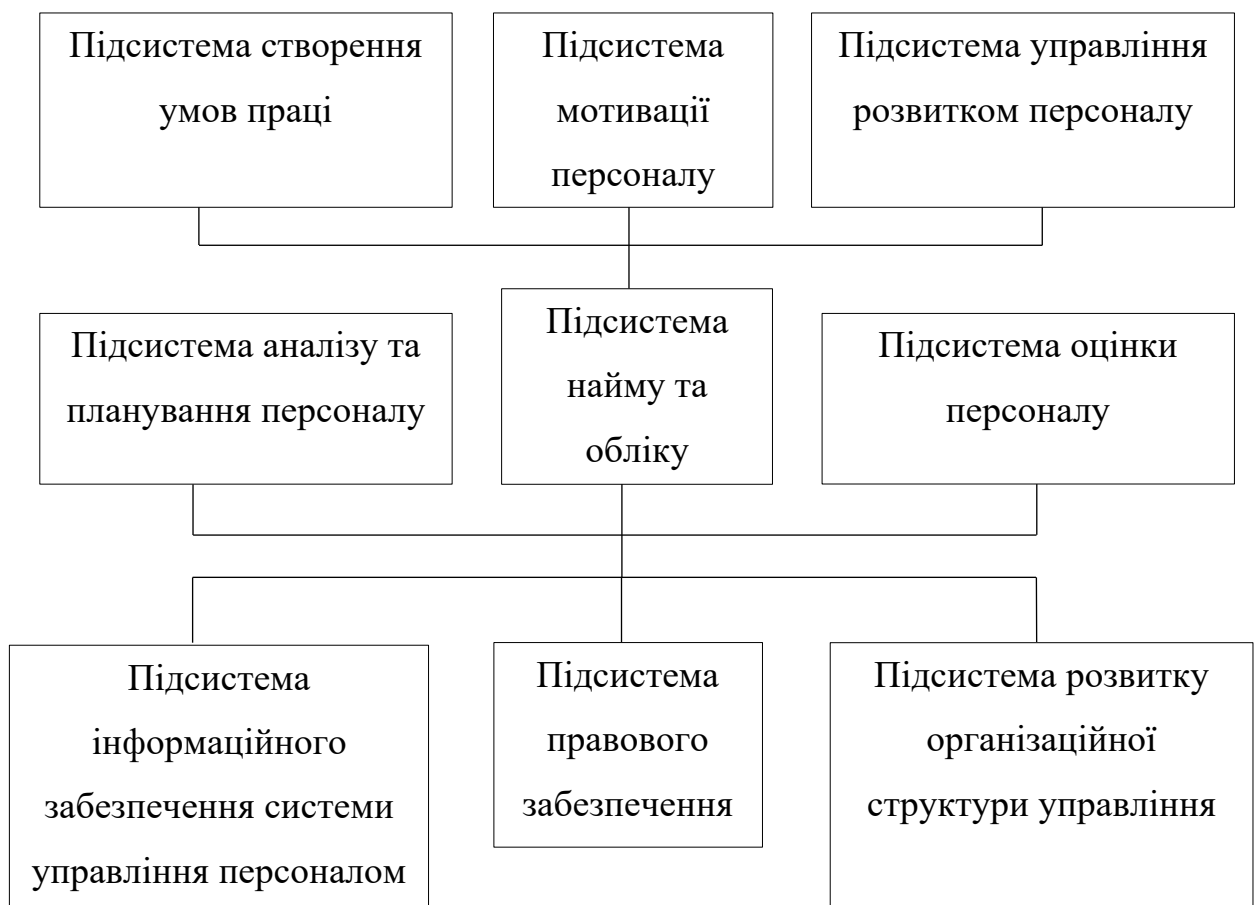 Підсистема створення
умов праці
Підсистема
мотивації
персоналу
Підсистема управління
розвитком персоналу
Підсистема аналізу та
планування персоналу
Підсистема
найму та
обліку
Підсистема оцінки
персоналу
Підсистема
інформаційного
забезпечення системи
управління персоналом
Підсистема
правового
забезпечення
Підсистема розвитку
організаційної
структури управління